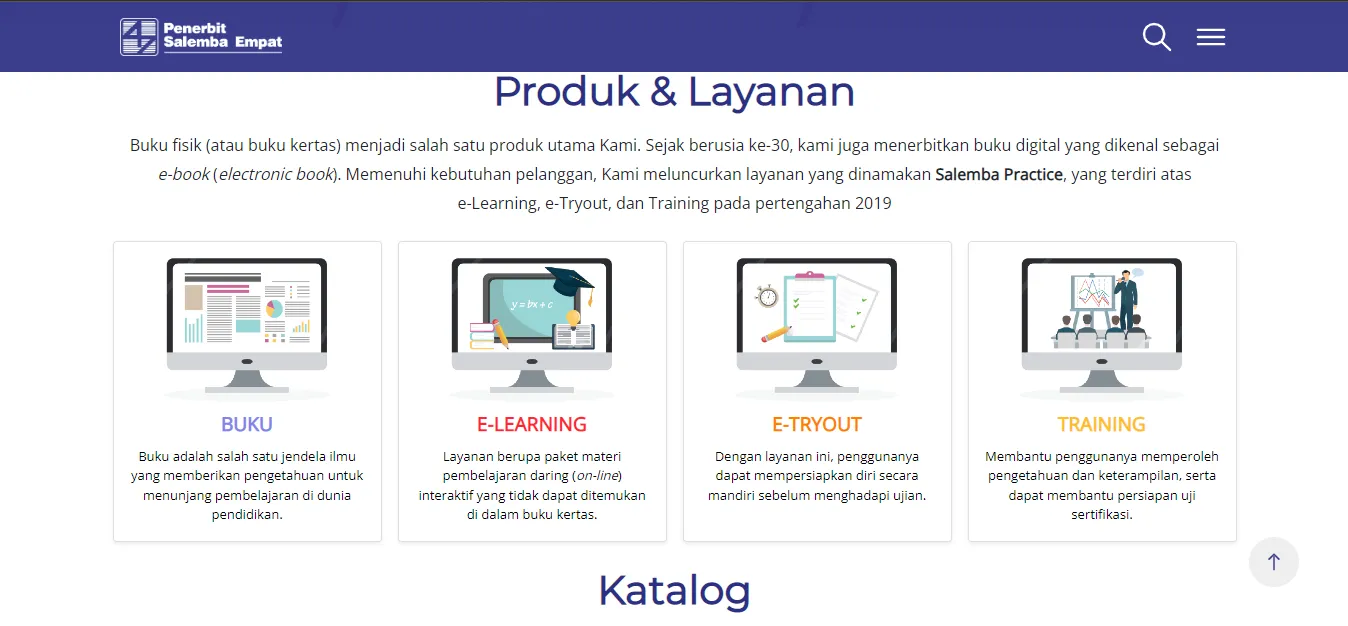 Penerbit
Salemba Empat
Produk & Layanan
Buku fisik (atau buku kertas) menjadi salah satu produk utama Kami. Sejak berusia ke-30, kami juga menerbitkan buku digital yang dikenal sebagai
e-book (electronic book). Memenuhi kebutuhan pelanggan, Kami meluncurkan layanan yang dinamakan Salemba Practice, yang terdiri atas
e-Learning, e-Tryout, dan Training pada pertengahan 2019
y = bx + c
BUKU
Buku adalah salah satu jendela ilmu
yang memberikan pengetahuan untuk
menunjang pembelajaran di dunia
pendidikan.
E-LEARNING
Layanan berupa paket materi
pembelajaran daring (on-line)
interaktif yang tidak dapat ditemukan
di dalam buku kertas.
E-TRYOUT
Dengan layanan ini, penggunanya
dapat mempersiapkan diri secara
mandiri sebelum menghadapi ujian.
TRAINING
Membantu penggunanya memperoleh
pengetahuan dan keterampilan, serta
dapat membantu persiapan uji
sertifikasi.
Katalog